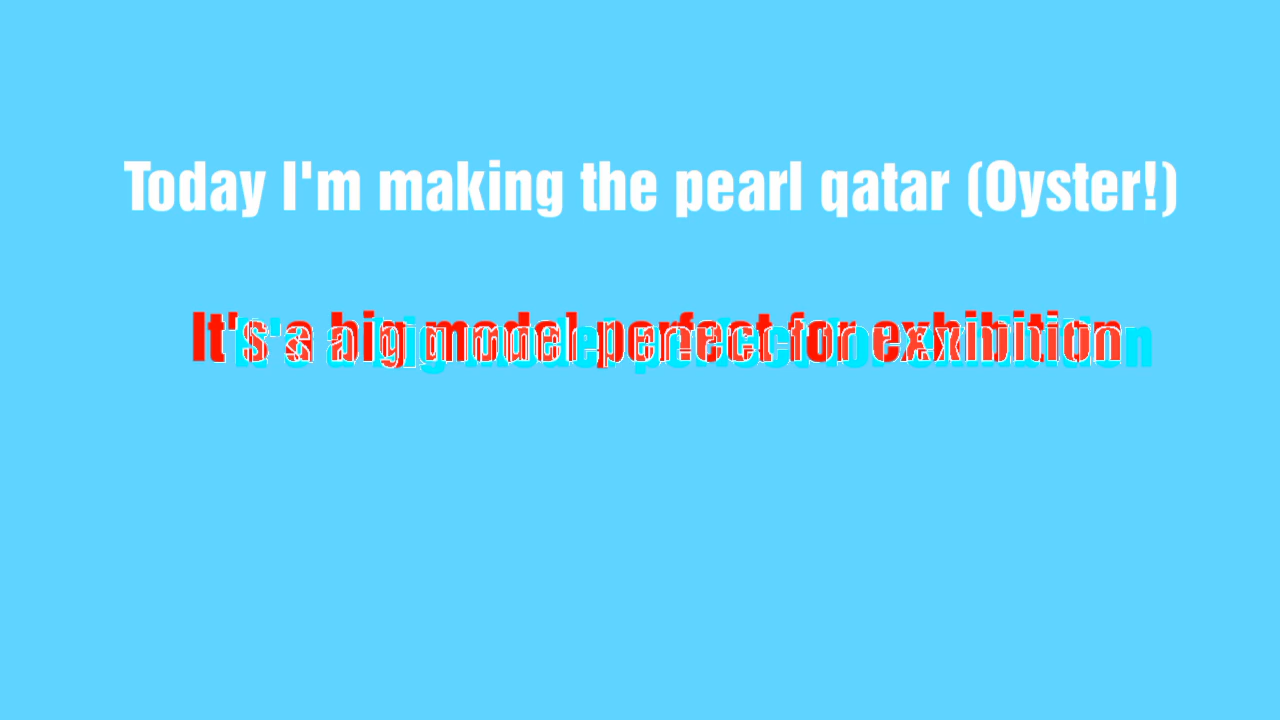 Today I'm making the pearl qatar (Oyster!)
It's a big model perfect for exhibition